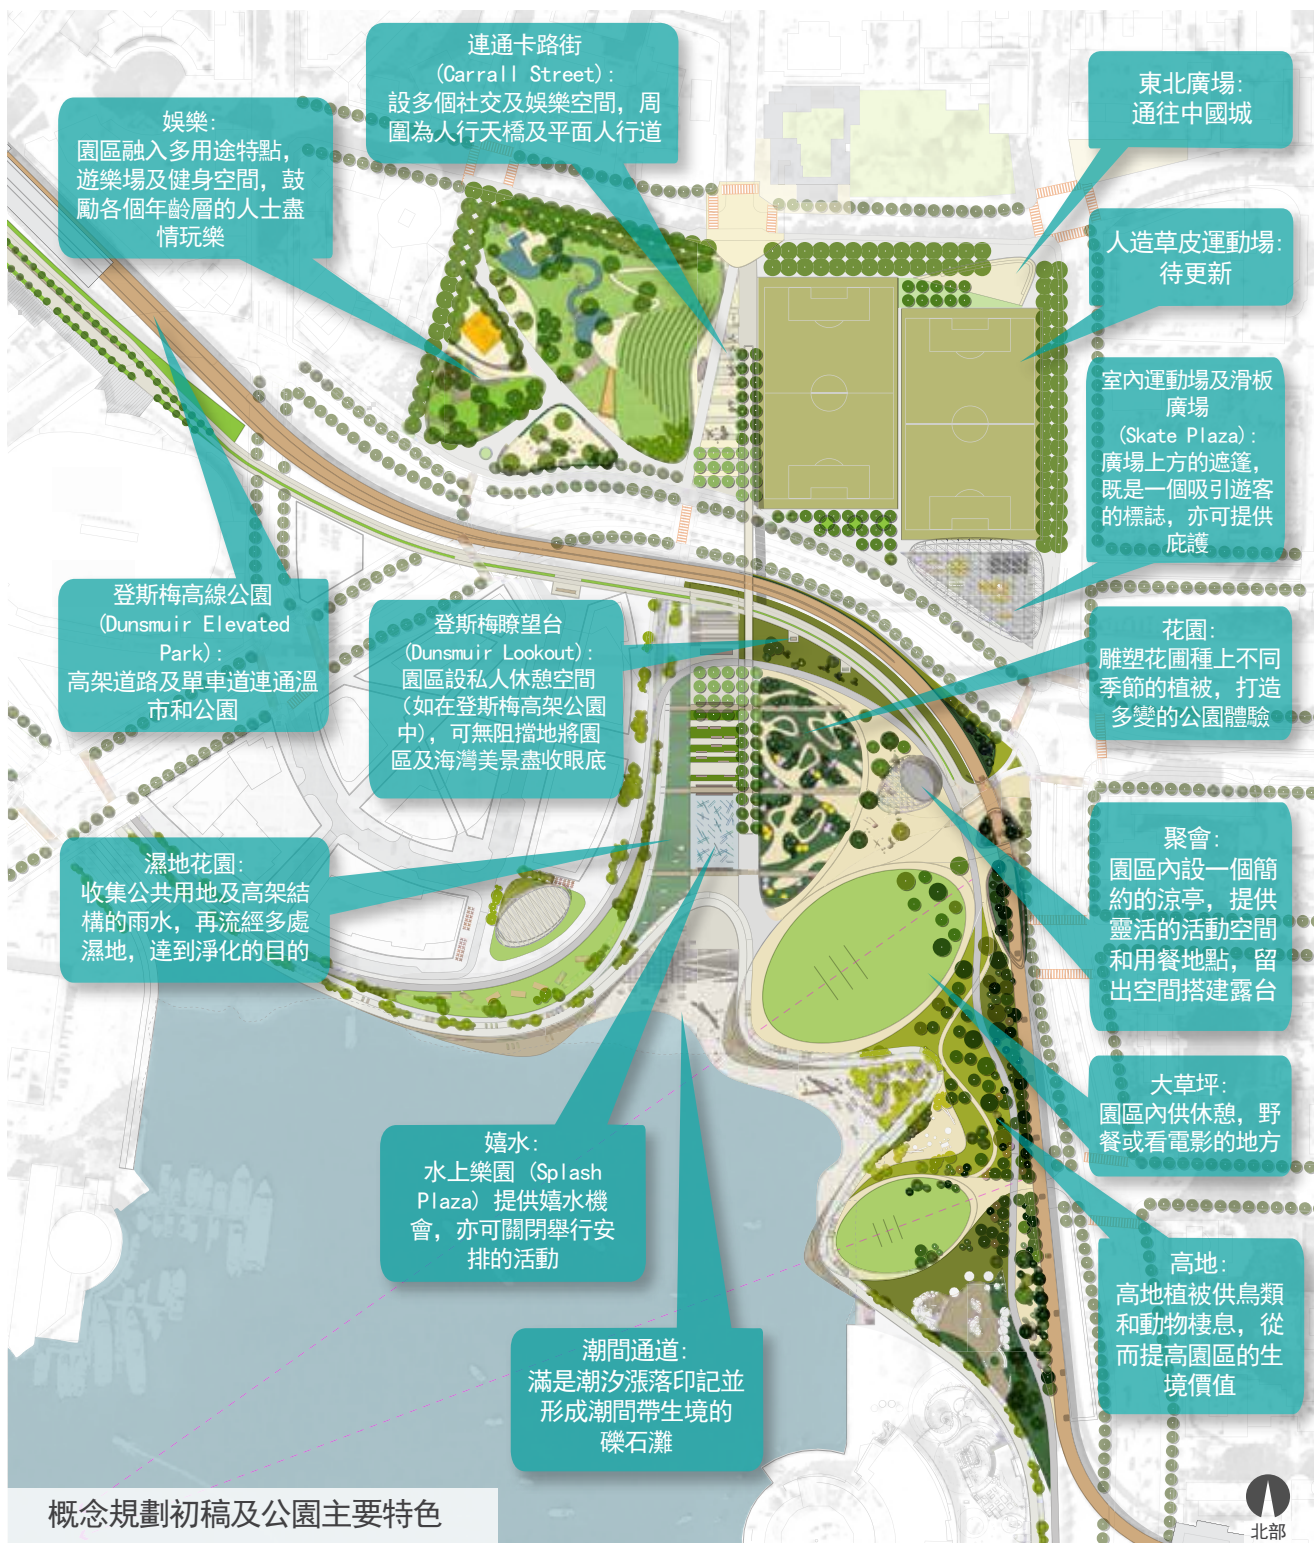 連通卡路街
(Carrall Street):
設多個社交及娛樂空間, 周
圍為人行天橋及平面人行道
東北廣場:
通往中國城
娛樂:
園區融入多用途特點,
遊樂場及健身空間, 鼓
勵各個年齡層的人士盡
情玩樂
人造草皮運動場:
待更新
室內運動場及滑板
廣場
(Skate Plaza):
廣場上方的遮篷,
既是一個吸引遊客
的標誌, 亦可提供
庇護
登斯梅高線公園
(Dunsmuir Elevated
Park):
高架道路及單車道連通溫
市和公園
登斯梅瞭望台
(Dunsmuir Lookout):
園區設私人休憩空間
(如在登斯梅高架公園
中), 可無阻擋地將園
區及海灣美景盡收眼底
花園:
雕塑花圃種上不同
季節的植被, 打造
多變的公園體驗
濕地花園:
收集公共用地及高架結
構的雨水, 再流經多處
濕地, 達到淨化的目的
聚會:
園區內設一個簡
約的涼亭, 提供
靈活的活動空間
和用餐地點, 留
出空間搭建露台
大草坪:
園區內供休憩, 野
餐或看電影的地方
嬉水:
水上樂園 (Splash
Plaza) 提供嬉水機
會, 亦可關閉舉行安
排的活動
高地:
高地植被供鳥類
和動物棲息, 從
而提高園區的生
境價值
潮間通道:
滿是潮汐漲落印記並
形成潮間帶生境的
礫石灘
概念規劃初稿及公園主要特色
北部